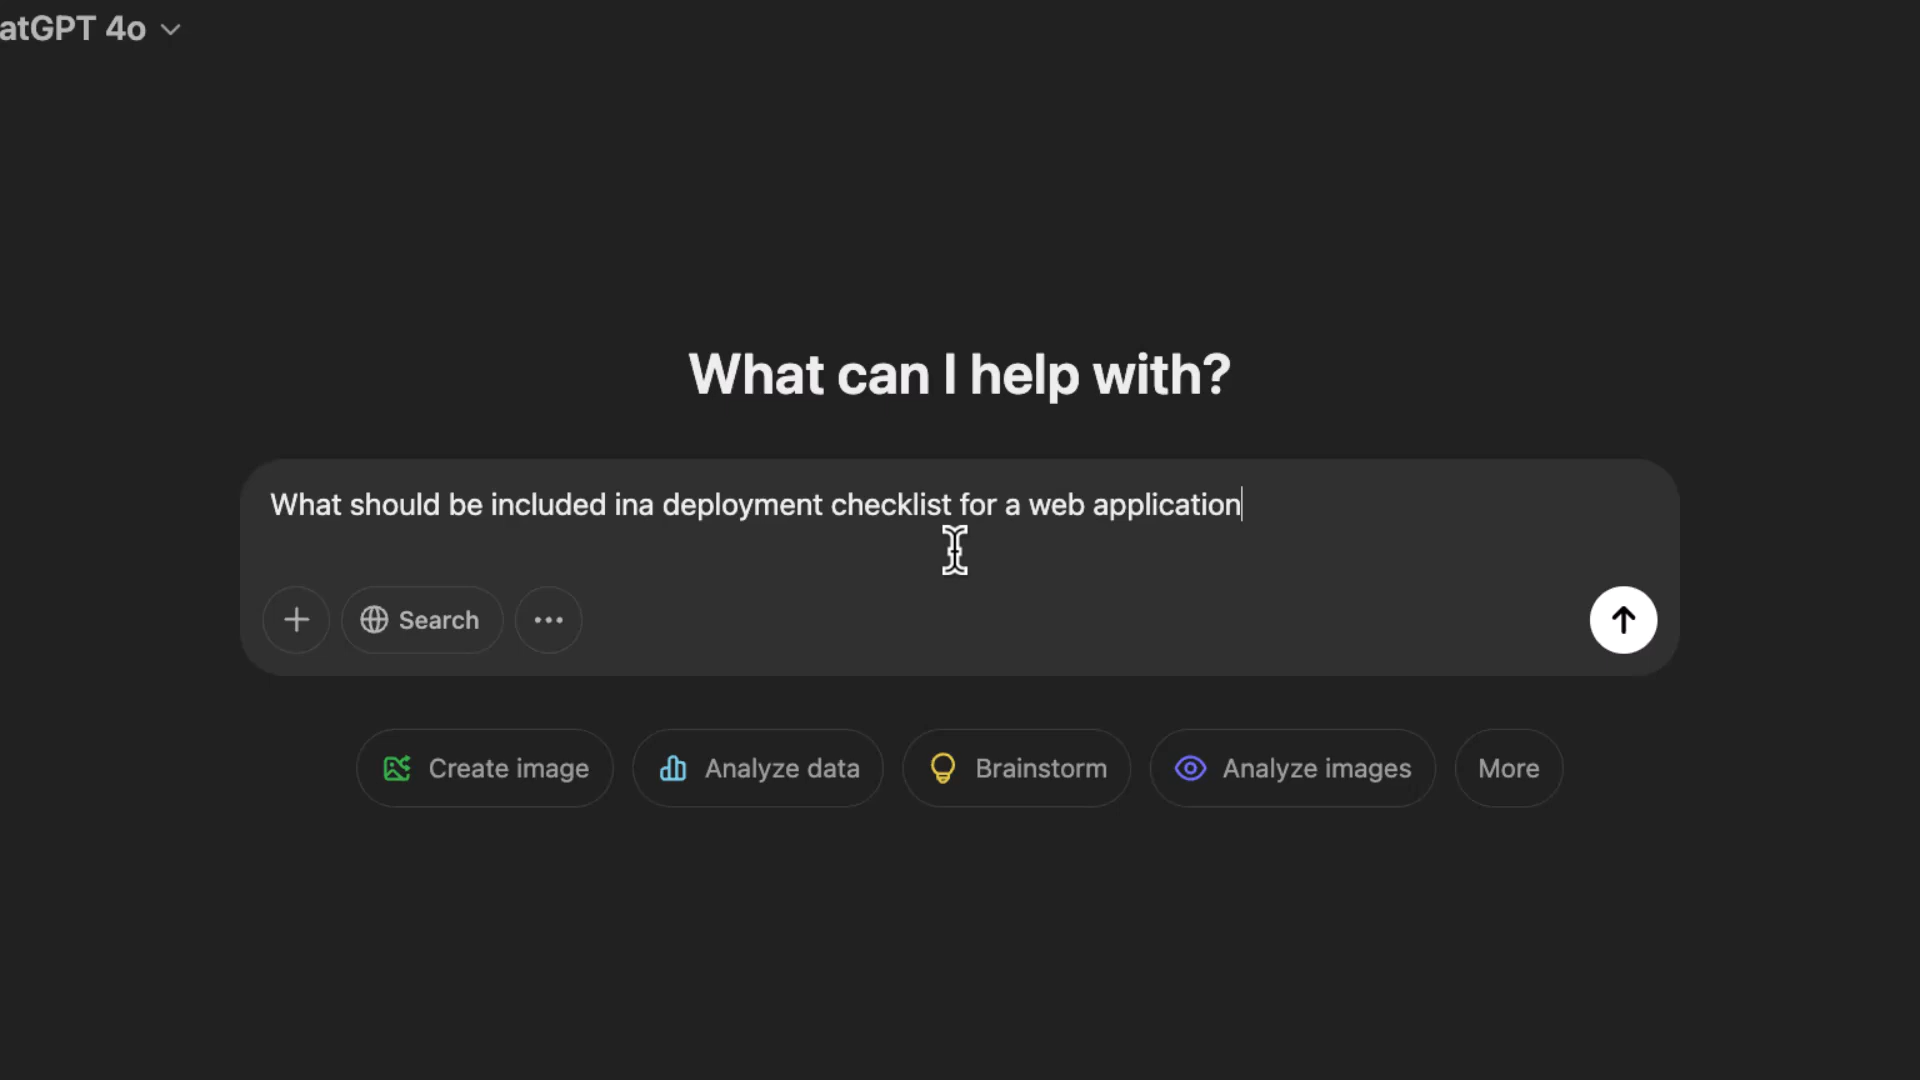 atGPT 4o
What can I help with?
What should be included ina deployment checklist for a web application
Search
Create image
Analyze data
Brainstorm
Analyze images
More